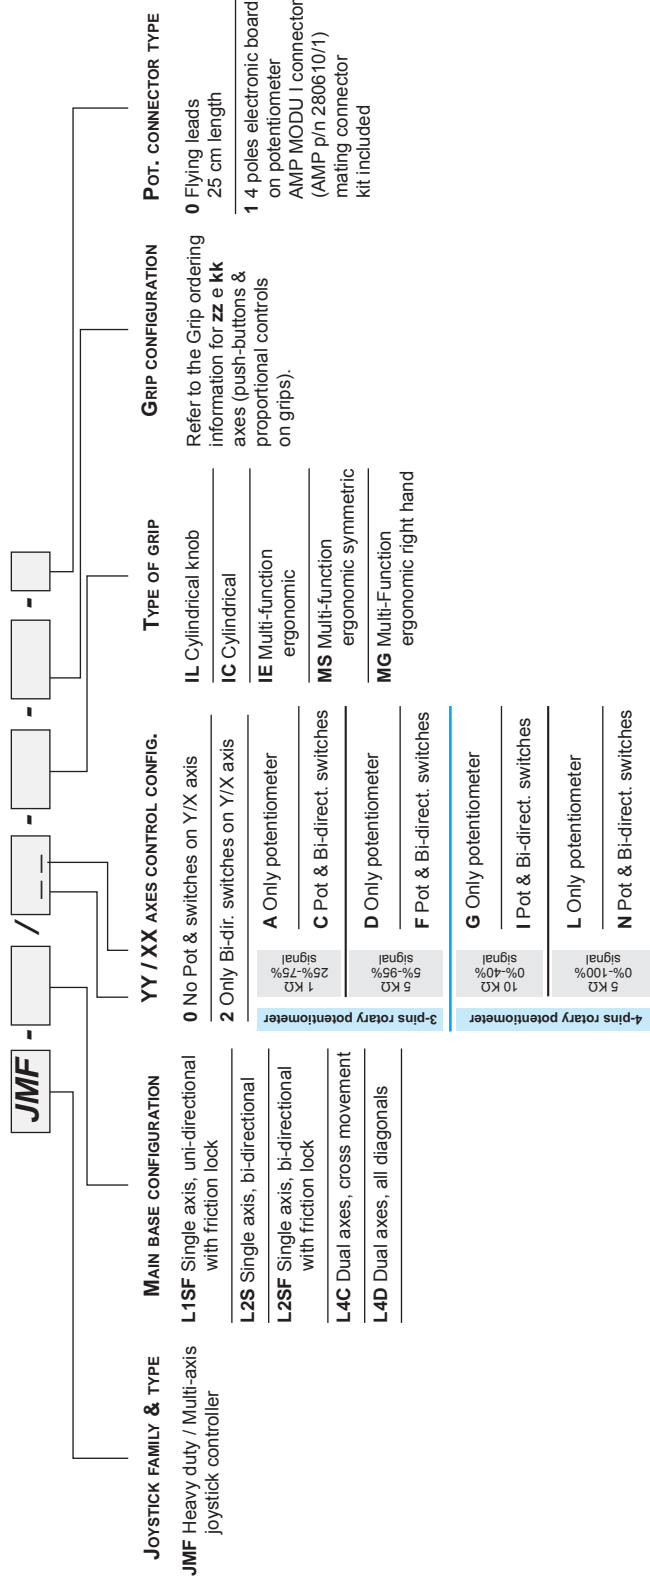 JMF - / _ _ - - -
JOYSTICK FAMILY & TYPE
JMF Heavy duty / Multi-axis
joystick controller
MAIN BASE CONFIGURATION
L1SF Single axis, uni-directional
with friction lock
L2S Single axis, bi-directional
L2SF Single axis, bi-directional
with friction lock
L4C Dual axes, cross movement
L4D Dual axes, all diagonals
YY / XX AXES CONTROL CONFIG.
0 No Pot & switches on Y/X axis
2 Only Bi-dir. switches on Y/X axis
3-pins rotary potentiometer
1 KΩ
25%-75%
signal
A Only potentiometer
C Pot & Bi-direct. switches
5 KΩ
5%-95%
signal
D Only potentiometer
F Pot & Bi-direct. switches
4-pins rotary potentiometer
10 KΩ
0%-40%
signal
G Only potentiometer
I Pot & Bi-direct. switches
5 KΩ
0%-100%
signal
L Only potentiometer
N Pot & Bi-direct. switches
TYPE OF GRIP
IL Cylindrical knob
IC Cylindrical
IE Multi-function
ergonomic
MS Multi-function
ergonomic symmetric
MG Multi-Function
ergonomic right hand
GRIP CONFIGURATION
Refer to the Grip ordering
information for zz e kk
axes (push-buttons &
proportional controls
on grips).
POT. CONNECTOR TYPE
0 Flying leads
25 cm length
1 4 poles electronic board
on potentiometer
AMP MODU I connector
(AMP p/n 280610/1)
mating connector
kit included